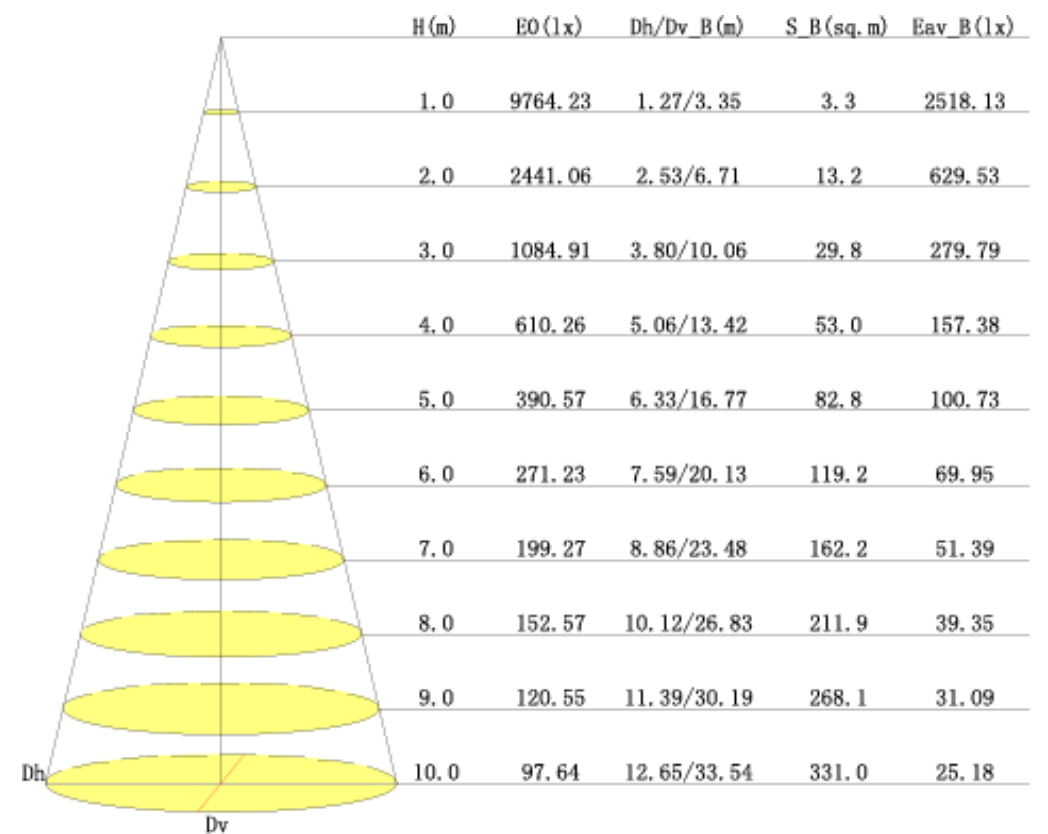 H(m) E0(lx) Dh/Dv_B(m) S_B(sq.m) Eav_B(lx)
1.0 9764.23 1.27/3.35 3.3 2518.13
2.0 2441.06 2.53/6.71 13.2 629.53
3.0 1084.91 3.80/10.06 29.8 279.79
4.0 610.26 5.06/13.42 53.0 157.38
5.0 390.57 6.33/16.77 82.8 100.73
6.0 271.23 7.59/20.13 119.2 69.95
7.0 199.27 8.86/23.48 162.2 51.39
8.0 152.57 10.12/26.83 211.9 39.35
9.0 120.55 11.39/30.19 268.1 31.09
Dh 10.0 97.64 12.65/33.54 331.0 25.18
Dv